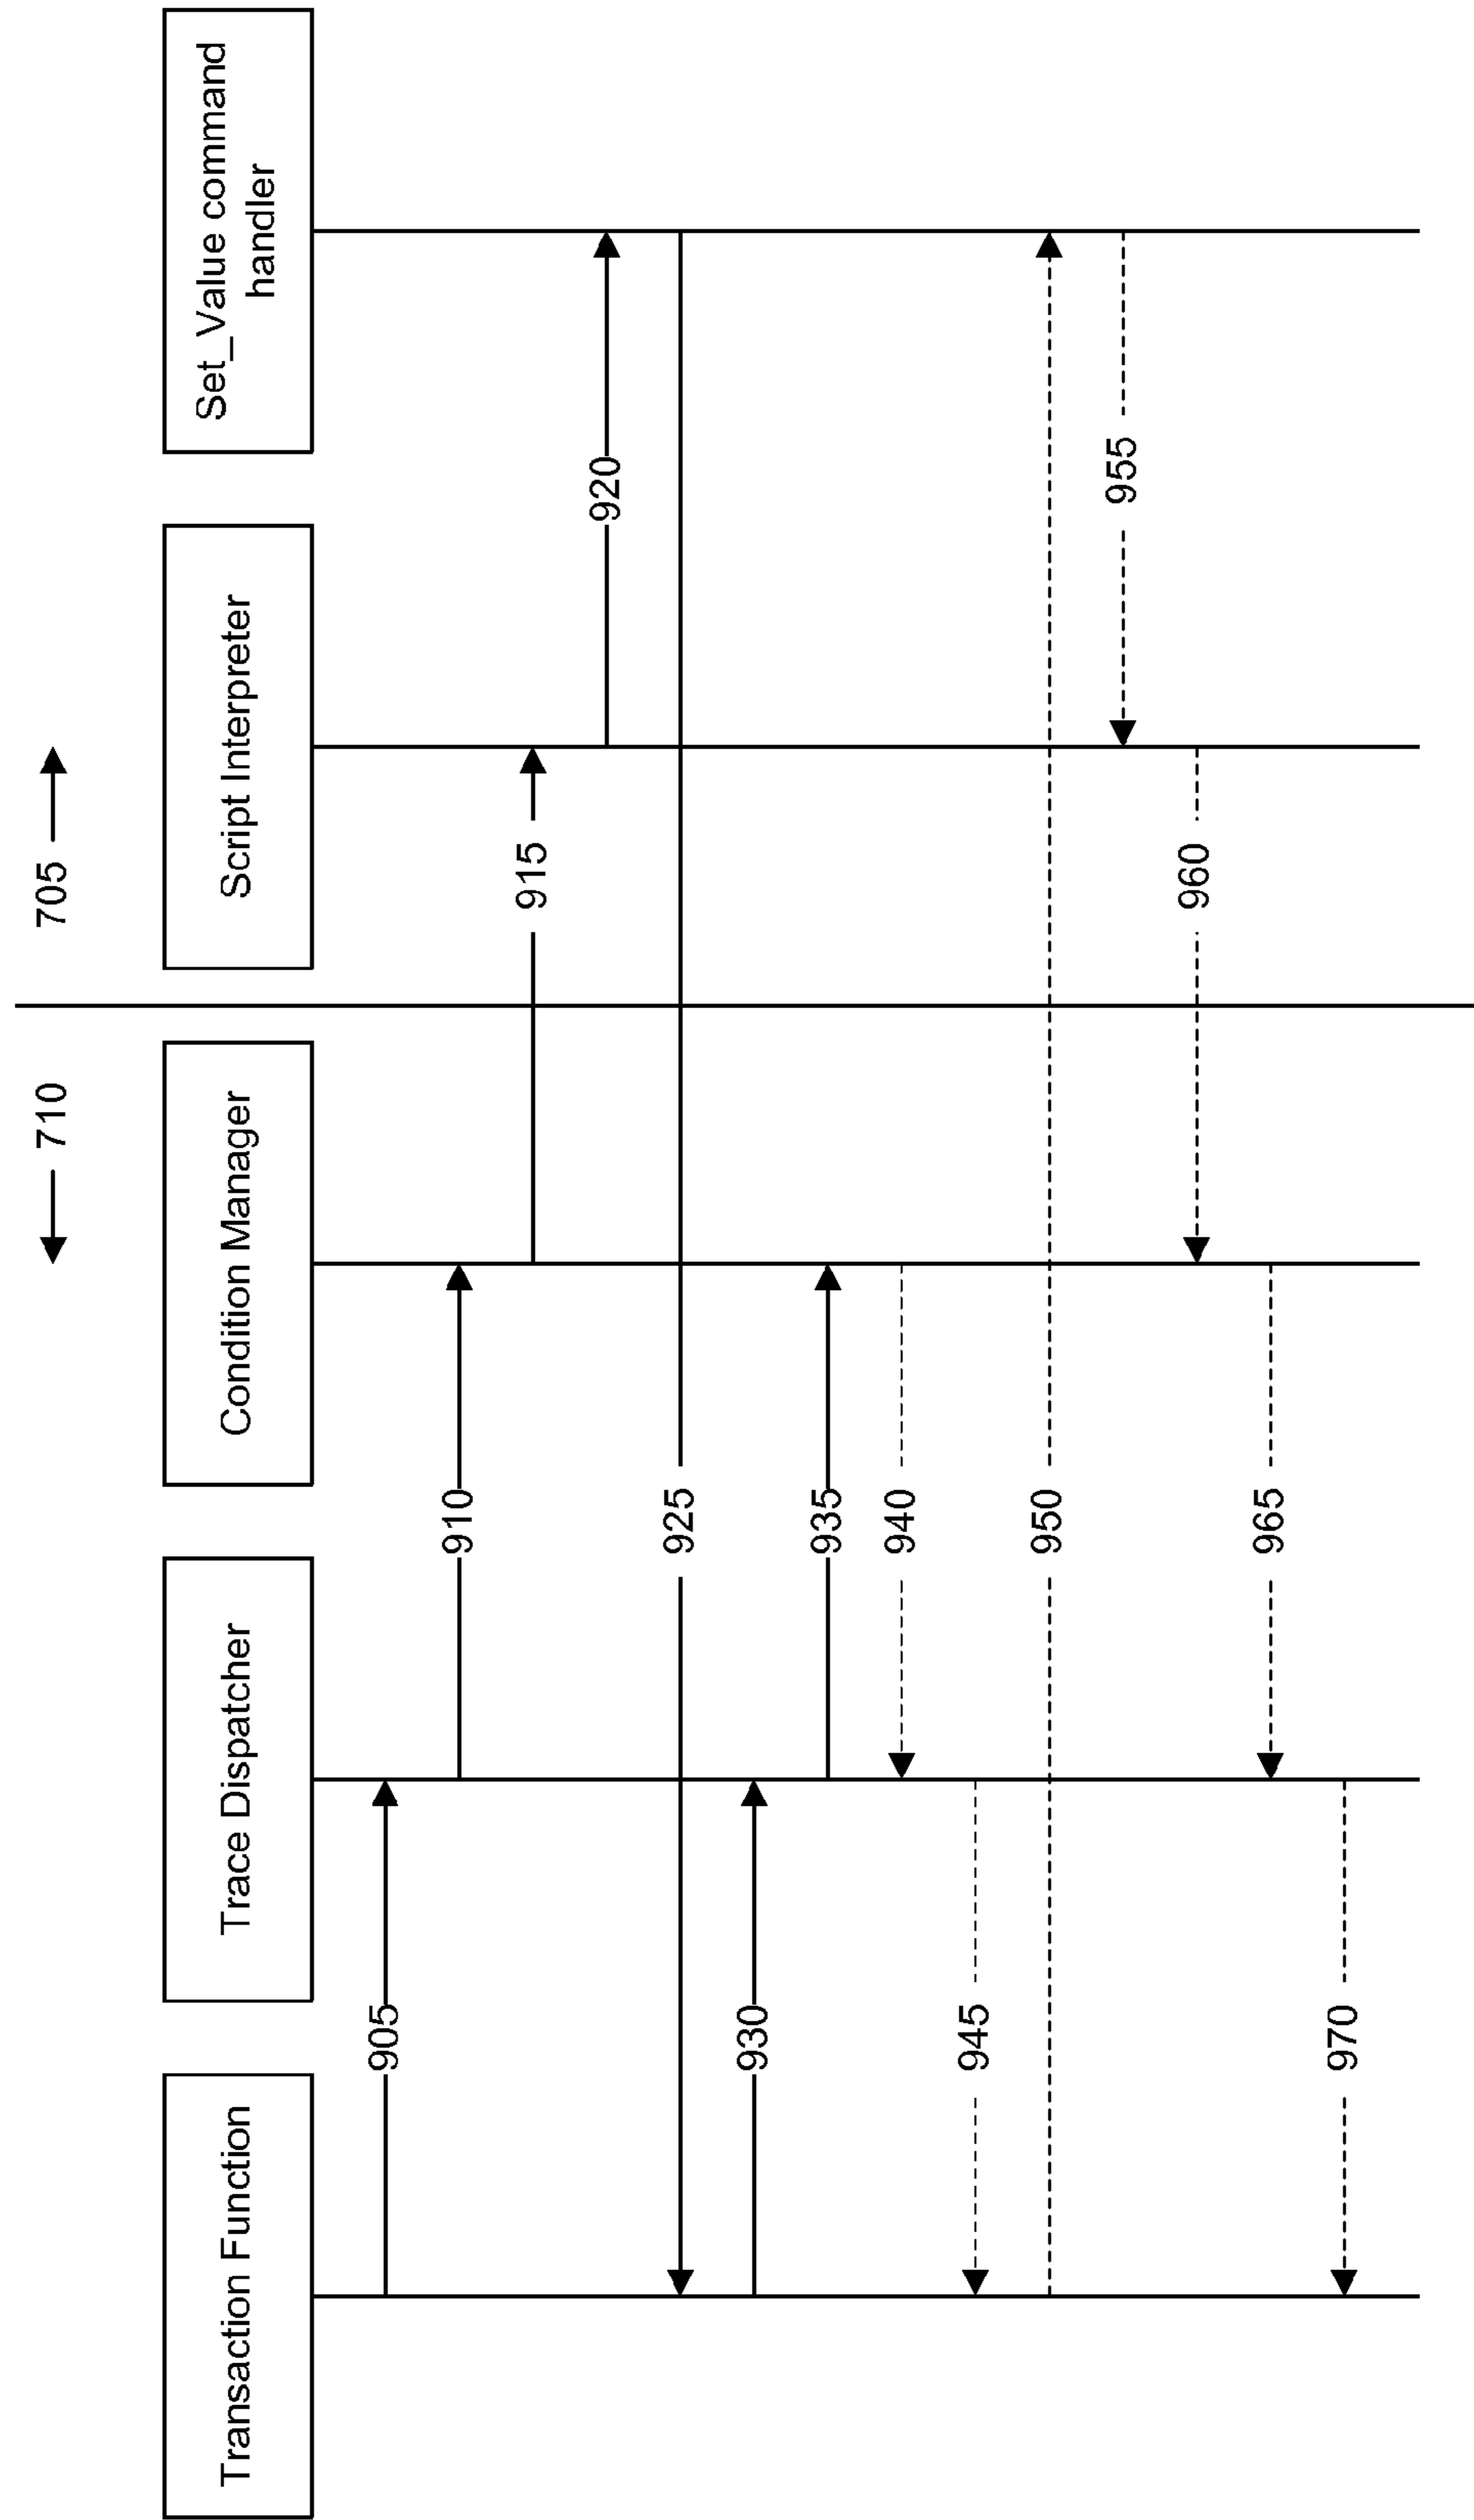 710
705
Transaction Function
Trace Dispatcher
Condition Manager
Script Interpreter
Set_Value command
handler
905
910
915
920
925
930
935
940
945
950
955
960
965
970